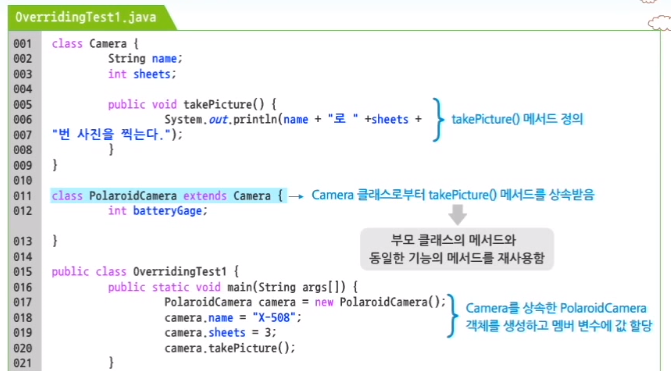 OverridingTest1.java
001 class Camera {
002 String name;
003 int sheets;
004
005 public void takePicture() {
006 System.out.println(name + "로 " +sheets +
007 "번 사진을 찍는다.");
008 }
009 }
010
011 class PolaroidCamera extends Camera {
012 int batteryGage;
013 }
014
015 public class OverridingTest1 {
016 public static void main(String args[]) {
017 PolaroidCamera camera = new PolaroidCamera();
018 camera.name = "X-508";
019 camera.sheets = 3;
020 camera.takePicture();
021 }
takePicture() 메서드 정의
Camera 클래스로부터 takePicture() 메서드를 상속받음
부모 클래스의 메서드와
동일한 기능의 메서드를 재사용함
Camera를 상속한 PolaroidCamera
객체를 생성하고 멤버 변수에 값 할당